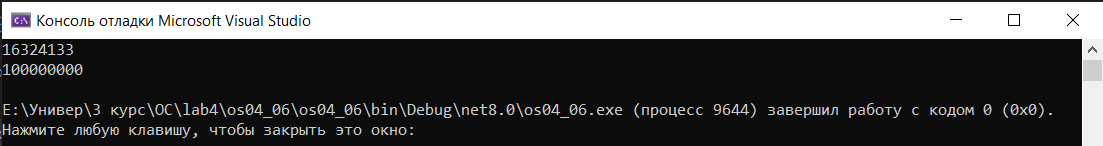 Консоль отладки Microsoft Visual Studio
16324133
100000000
E:\Универ\3 курс\ОС\lab4\os04_06\os04_06\bin\Debug\net8.0\os04_06.exe (процесс 9644) завершил работу с кодом 0 (0x0).
Нажмите любую клавишу, чтобы закрыть это окно: